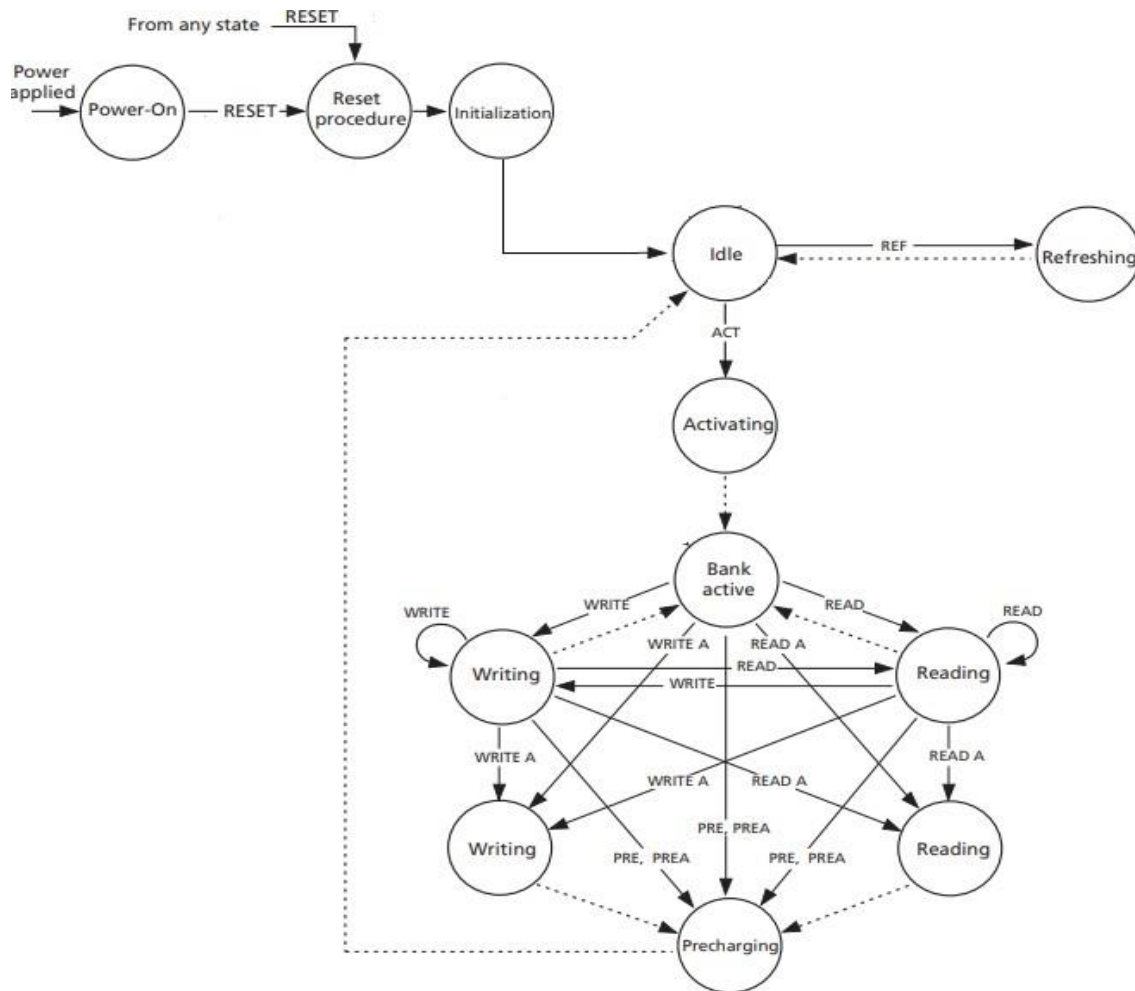 From any state
RESET
Power
applied
Power-On
RESET
Reset
procedure
Initialization
Idle
REF
Refreshing
ACT
Activating
Bank
active
WRITE
WRITE
READ
READ
WRITE A
READ A
Writing
READ
WRITE
Reading
WRITE A
WRITE A
READ A
READ A
Writing
PRE, PREA
PRE, PREA
PRE, PREA
Reading
Precharging